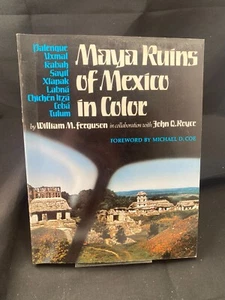 Palenque
Uxmal
Kabah
Sayil
Xlapak
Labná
Chichén Itzá
Cobá
Tulum
Maya Ruins
of Mexico
in Color
by William M. Ferguson in collaboration with John Q. Royce
FOREWORD BY MICHAEL D. COE